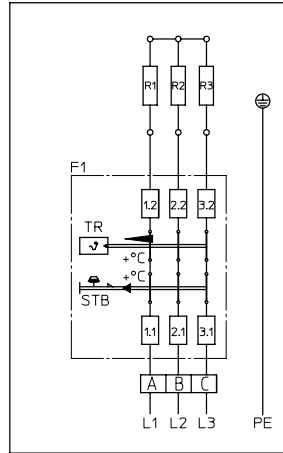 R1 R2 R3
F1
1.2 2.2 3.2
TR
ϑ
+°C
+°C
STB
1.1 2.1 3.1
A B C
L1 L2 L3 PE